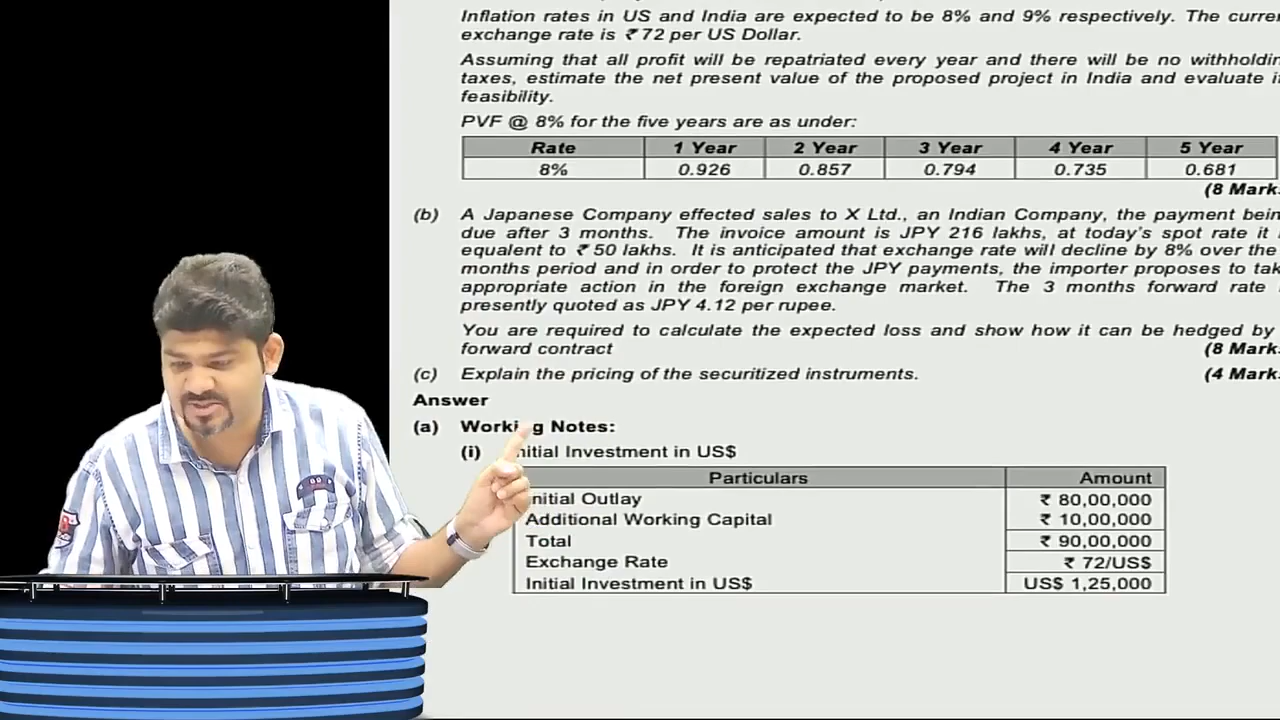 Inflation rates in US and India are expected to be 8% and 9% respectively. The
exchange rate is ₹ 72 per US Dollar.
Assuming that all profit will be repatriated every year and there will be no
taxes, estimate the net present value of the proposed project in India and evaluate
feasibility.
PVF @ 8% for the five years are as under:
Rate 1 Year 2 Year 3 Year 4 Year 5 Year
8% 0.926 0.857 0.794 0.735 0.681
(8
(b) A Japanese Company effected sales to X Ltd., an Indian Company, the payment
due after 3 months. The invoice amount is JPY 216 lakhs, at today's spot rate it
equalent to ₹ 50 lakhs. It is anticipated that exchange rate will decline by 8% over the
months period and in order to protect the JPY payments, the importer proposes to
appropriate action in the foreign exchange market. The 3 months forward rate
presently quoted as JPY 4.12 per rupee.
You are required to calculate the expected loss and show how it can be hedged by
forward contract (8
(c) Explain the pricing of the securitized instruments. (4
Answer
(a) Notes:
(i) Investment in US$
Particulars Amount
Outlay ₹ 80,00,000
Additional Working Capital ₹ 10,00,000
Total ₹ 90,00,000
Exchange Rate ₹ 72/US$
Initial Investment in US$ US$ 1,25,000